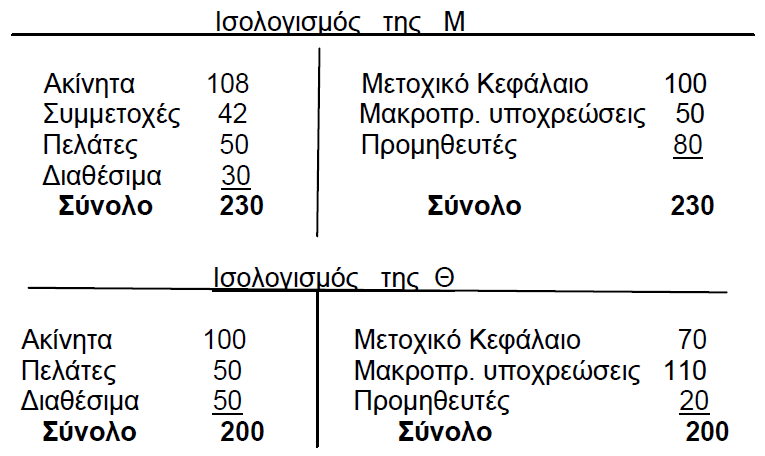 Ισολογισμός της Μ
Ακίνητα 108 Μετοχικό Κεφάλαιο 100
Συμμετοχές 42 Μακροπρ. υποχρεώσεις 50
Πελάτες 50 Προμηθευτές 80
Διαθέσιμα 30
Σύνολο 230 Σύνολο 230
Ισολογισμός της Θ
Ακίνητα 100 Μετοχικό Κεφάλαιο 70
Πελάτες 50 Μακροπρ. υποχρεώσεις 110
Διαθέσιμα 50 Προμηθευτές 20
Σύνολο 200 Σύνολο 200